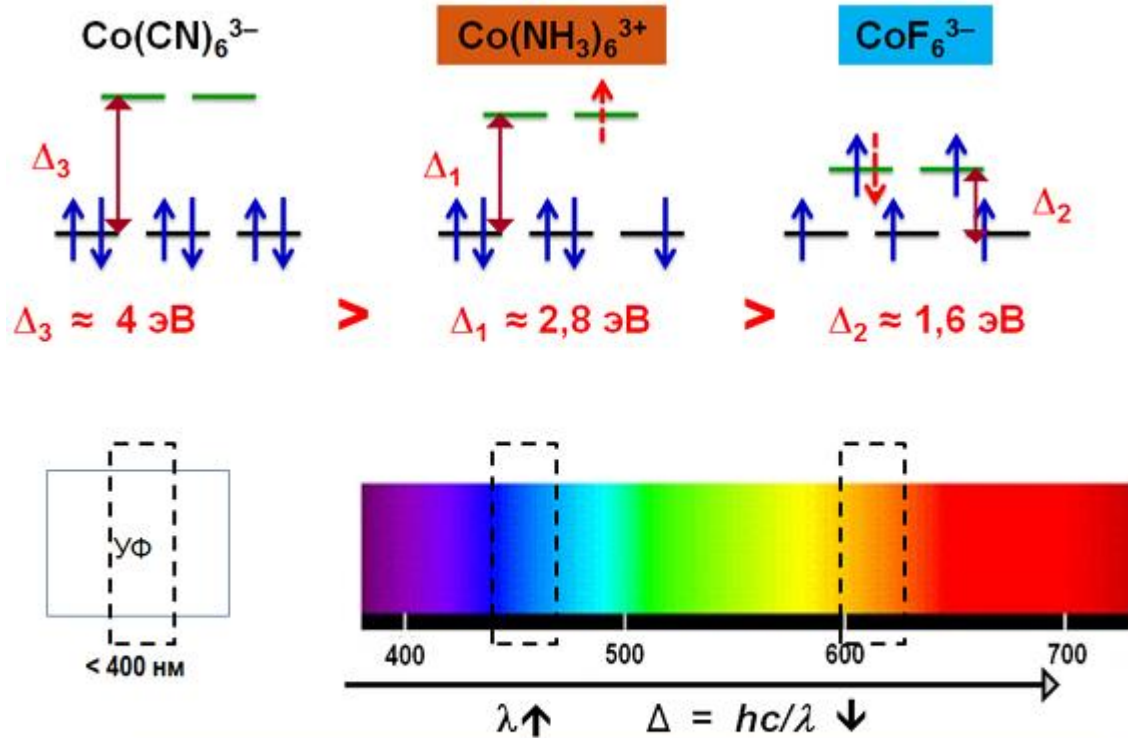 Co(CN)₆³⁻
Co(NH₃)₆³⁺
CoF₆³⁻
Δ₃
Δ₁
Δ₂
Δ₃ ≈ 4 эВ > Δ₁ ≈ 2,8 эВ > Δ₂ ≈ 1,6 эВ
УФ
< 400 нм
400 500 600 700
λ↑ Δ = hc/λ ↓